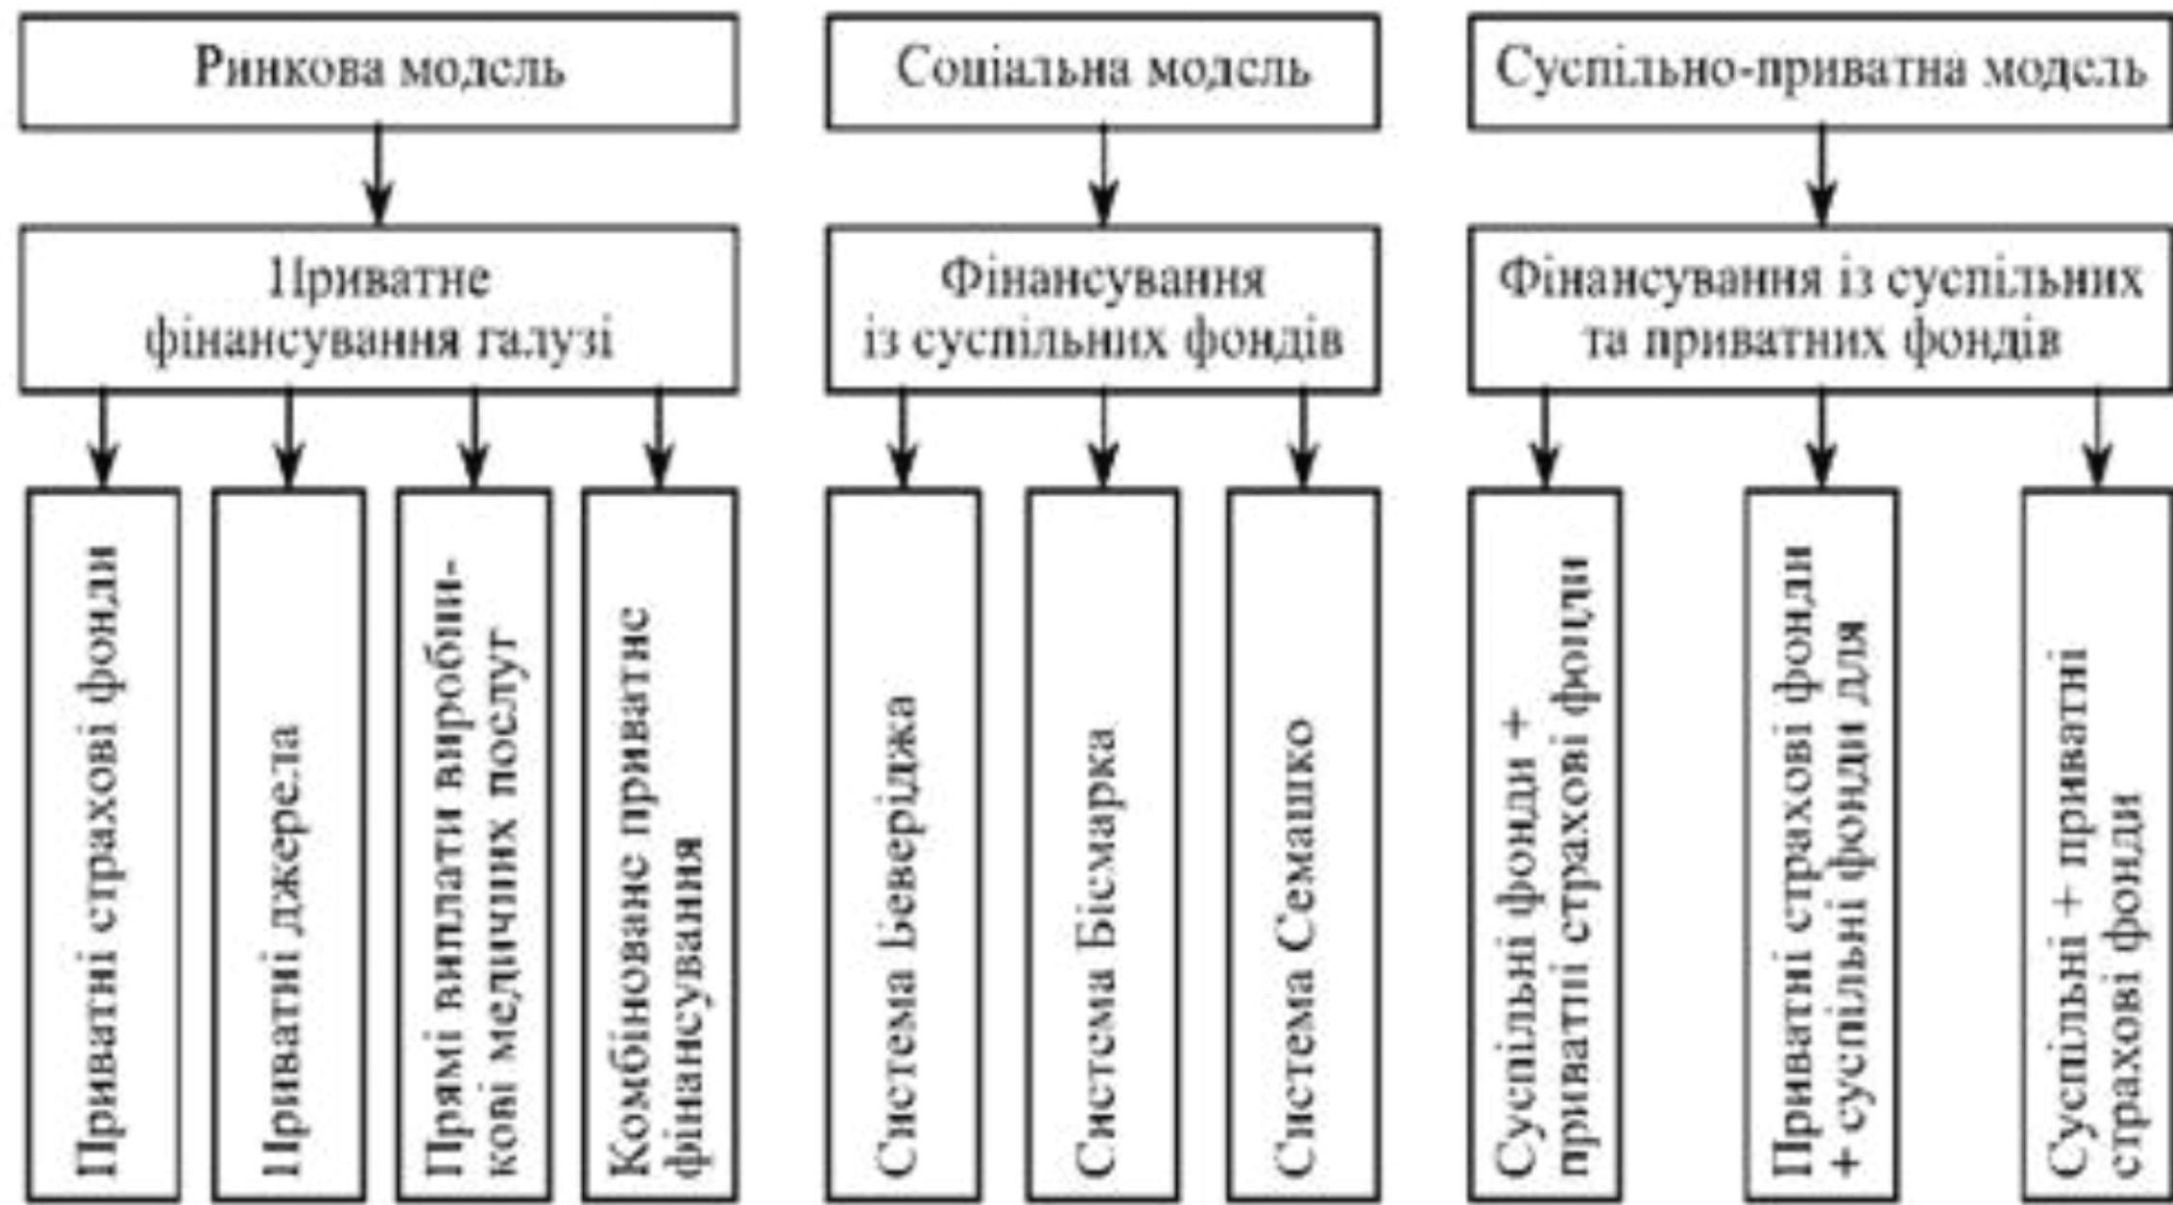 Ринкова модель
Соціальна модель
Суспільно-приватна модель
Приватне
фінансування галузі
Фінансування
із суспільних фондів
Фінансування із суспільних
та приватних фондів
Приватні страхові фонди
Приватні джерела
Прямі виплати виробни-
кові медичних послуг
Комбіноване приватне
фінансування
Система Беверіджа
Система Бісмарка
Система Семашко
Суспільні фонди +
приватні страхові фонди
Приватні страхові фонди
+ суспільні фонди для
Суспільні + приватні
страхові фонди